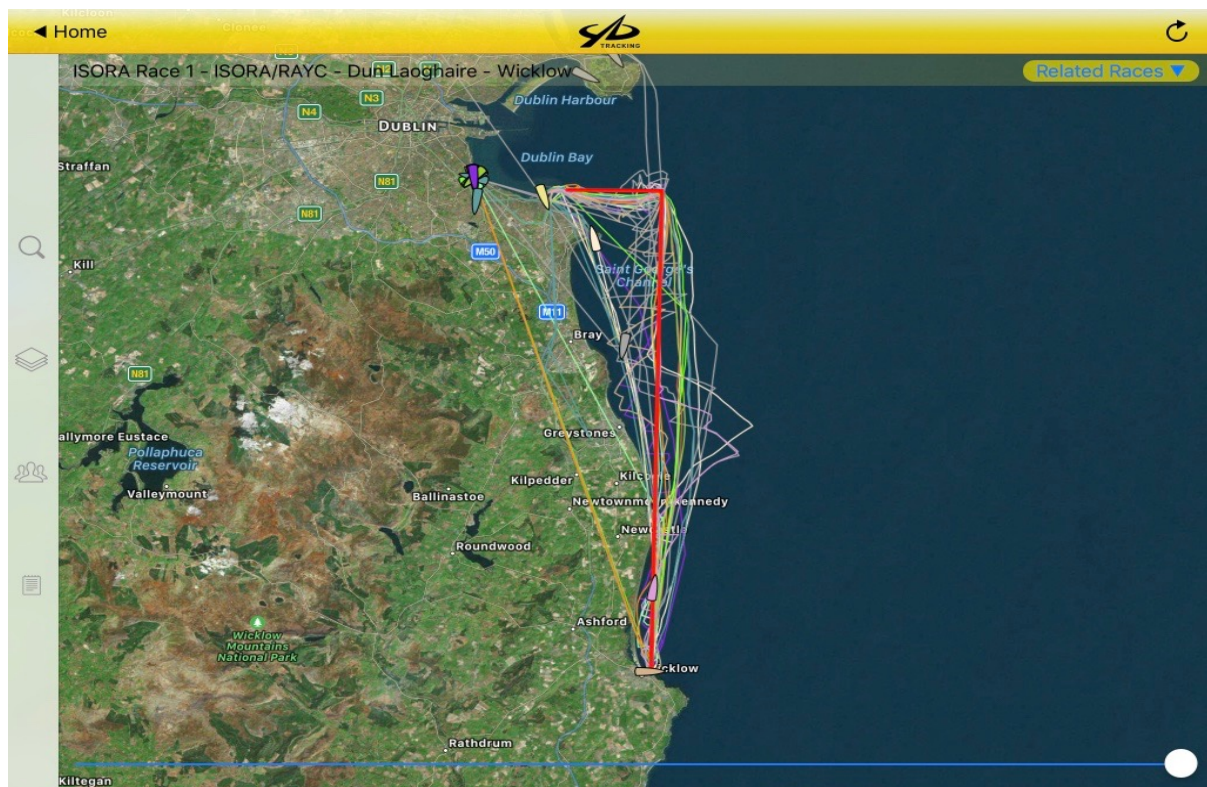 ◄ Home
TRACKING
ISORA Race 1 - ISORA/RAYC - Dun Laoghaire - Wicklow
Related Races ▼
Dublin Harbour
N3
N4
DUBLIN
Dublin Bay
Straffan
N81
N81
M50
Kill
Saint George's
Channel
M11
Bray
N81
allymore Eustace
Greystones
Pollaphuca
Reservoir
Kilpedder
Valleymount
Ballinastoe
Newcastle
Roundwood
Ashford
Wicklow
Mountains
National Park
icklow
Rathdrum
Kiltegan